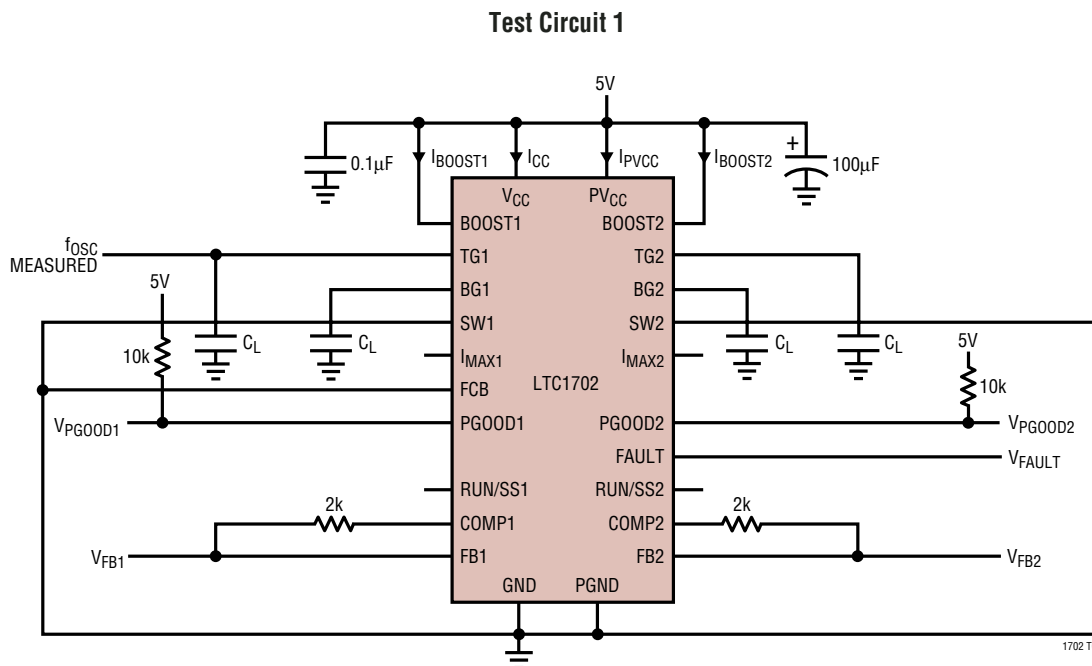 Test Circuit 1
5V
0.1µF
IBOOST1
ICC
IPVCC
IBOOST2
+
100µF
VCC
PVCC
BOOST1
BOOST2
fOSC
MEASURED
TG1
TG2
5V
BG1
BG2
SW1
SW2
10k
CL
CL
CL
CL
5V
IMAX1
IMAX2
LTC1702
10k
FCB
VPGOOD1
PGOOD1
PGOOD2
VPGOOD2
FAULT
VFAULT
RUN/SS1
RUN/SS2
2k
2k
COMP1
COMP2
VFB1
FB1
FB2
VFB2
GND
PGND
1702 T